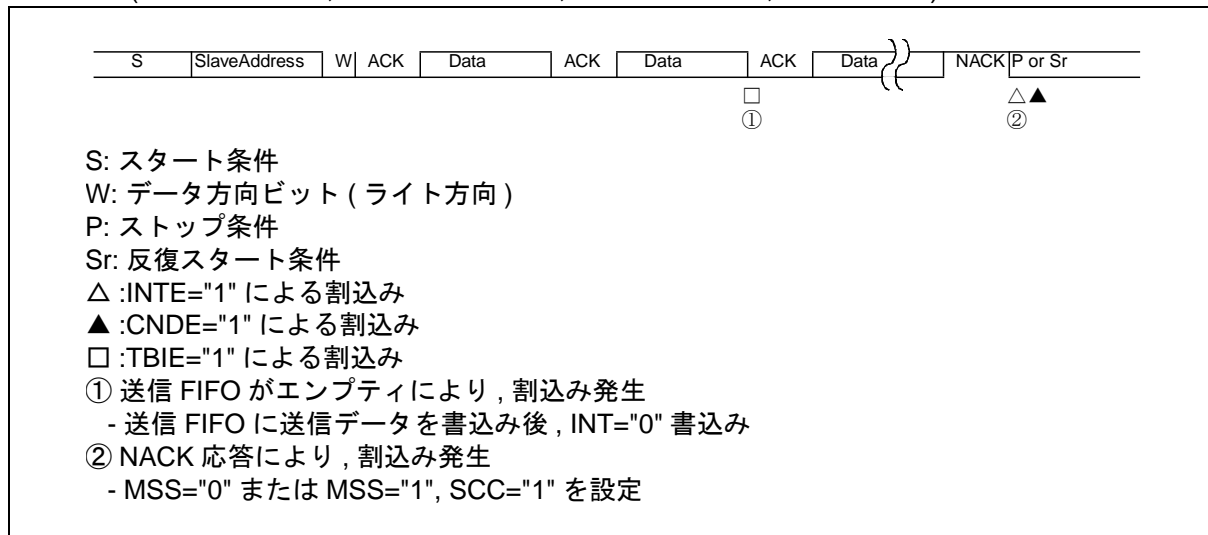 S SlaveAddress W ACK Data ACK Data ACK Data NACK P or Sr
□ △▲
① ②
S: スタート条件
W: データ方向ビット ( ライト方向 )
P: ストップ条件
Sr: 反復スタート条件
△ :INTE="1" による割込み
▲ :CNDE="1" による割込み
□ :TBIE="1" による割込み
① 送信 FIFO がエンプティにより , 割込み発生
- 送信 FIFO に送信データを書込み後 , INT="0" 書込み
② NACK 応答により , 割込み発生
- MSS="0" または MSS="1", SCC="1" を設定